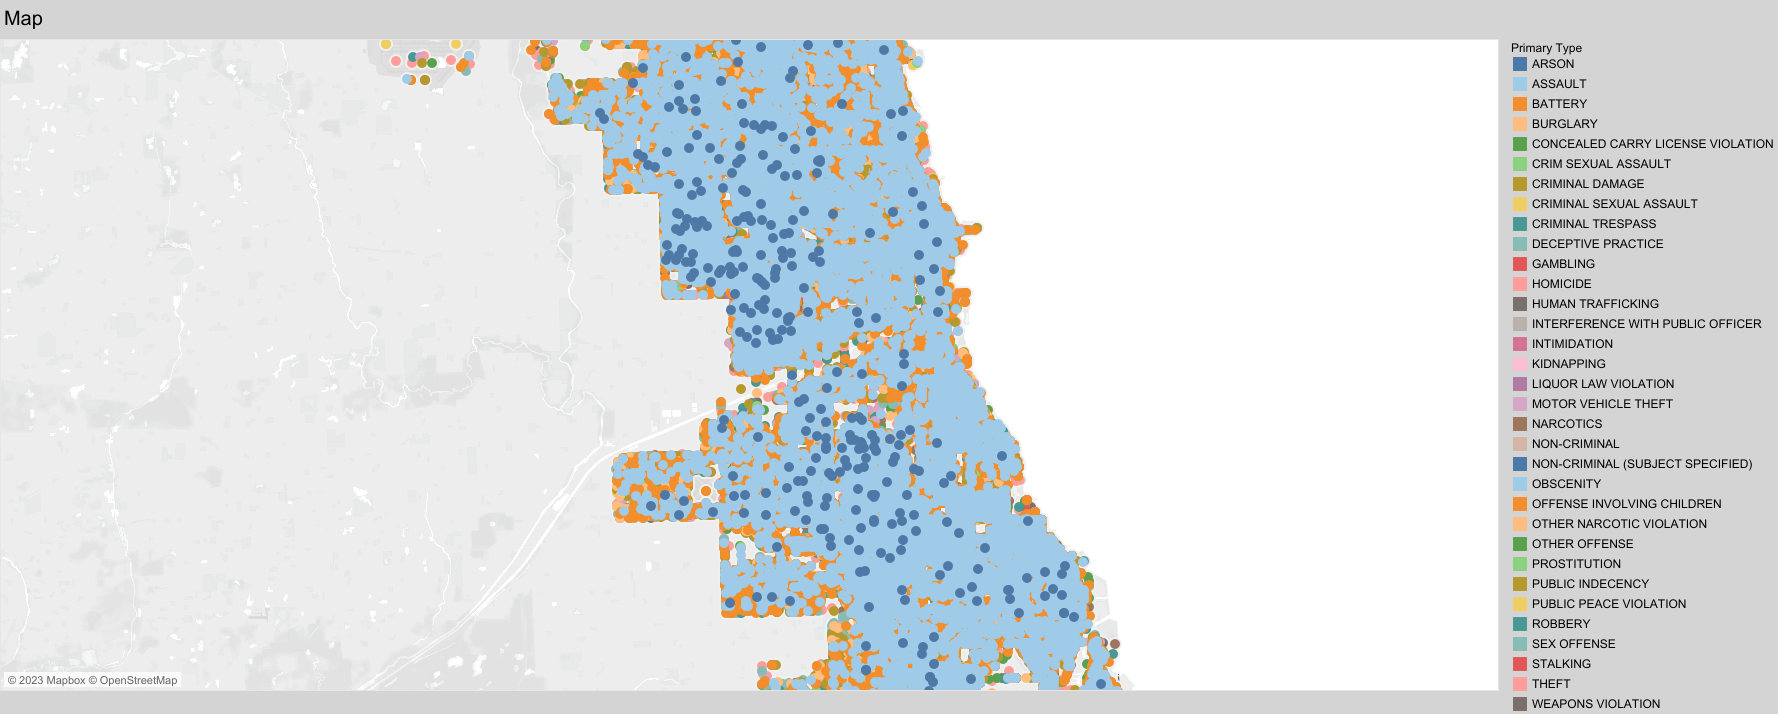 Map
Primary Type
ARSON
ASSAULT
BATTERY
BURGLARY
CONCEALED CARRY LICENSE VIOLATION
CRIM SEXUAL ASSAULT
CRIMINAL DAMAGE
CRIMINAL SEXUAL ASSAULT
CRIMINAL TRESPASS
DECEPTIVE PRACTICE
GAMBLING
HOMICIDE
HUMAN TRAFFICKING
INTERFERENCE WITH PUBLIC OFFICER
INTIMIDATION
KIDNAPPING
LIQUOR LAW VIOLATION
MOTOR VEHICLE THEFT
NARCOTICS
NON-CRIMINAL
NON-CRIMINAL (SUBJECT SPECIFIED)
OBSCENITY
OFFENSE INVOLVING CHILDREN
OTHER NARCOTIC VIOLATION
OTHER OFFENSE
PROSTITUTION
PUBLIC INDECENCY
PUBLIC PEACE VIOLATION
ROBBERY
SEX OFFENSE
STALKING
THEFT
WEAPONS VIOLATION
© 2023 Mapbox © OpenStreetMap